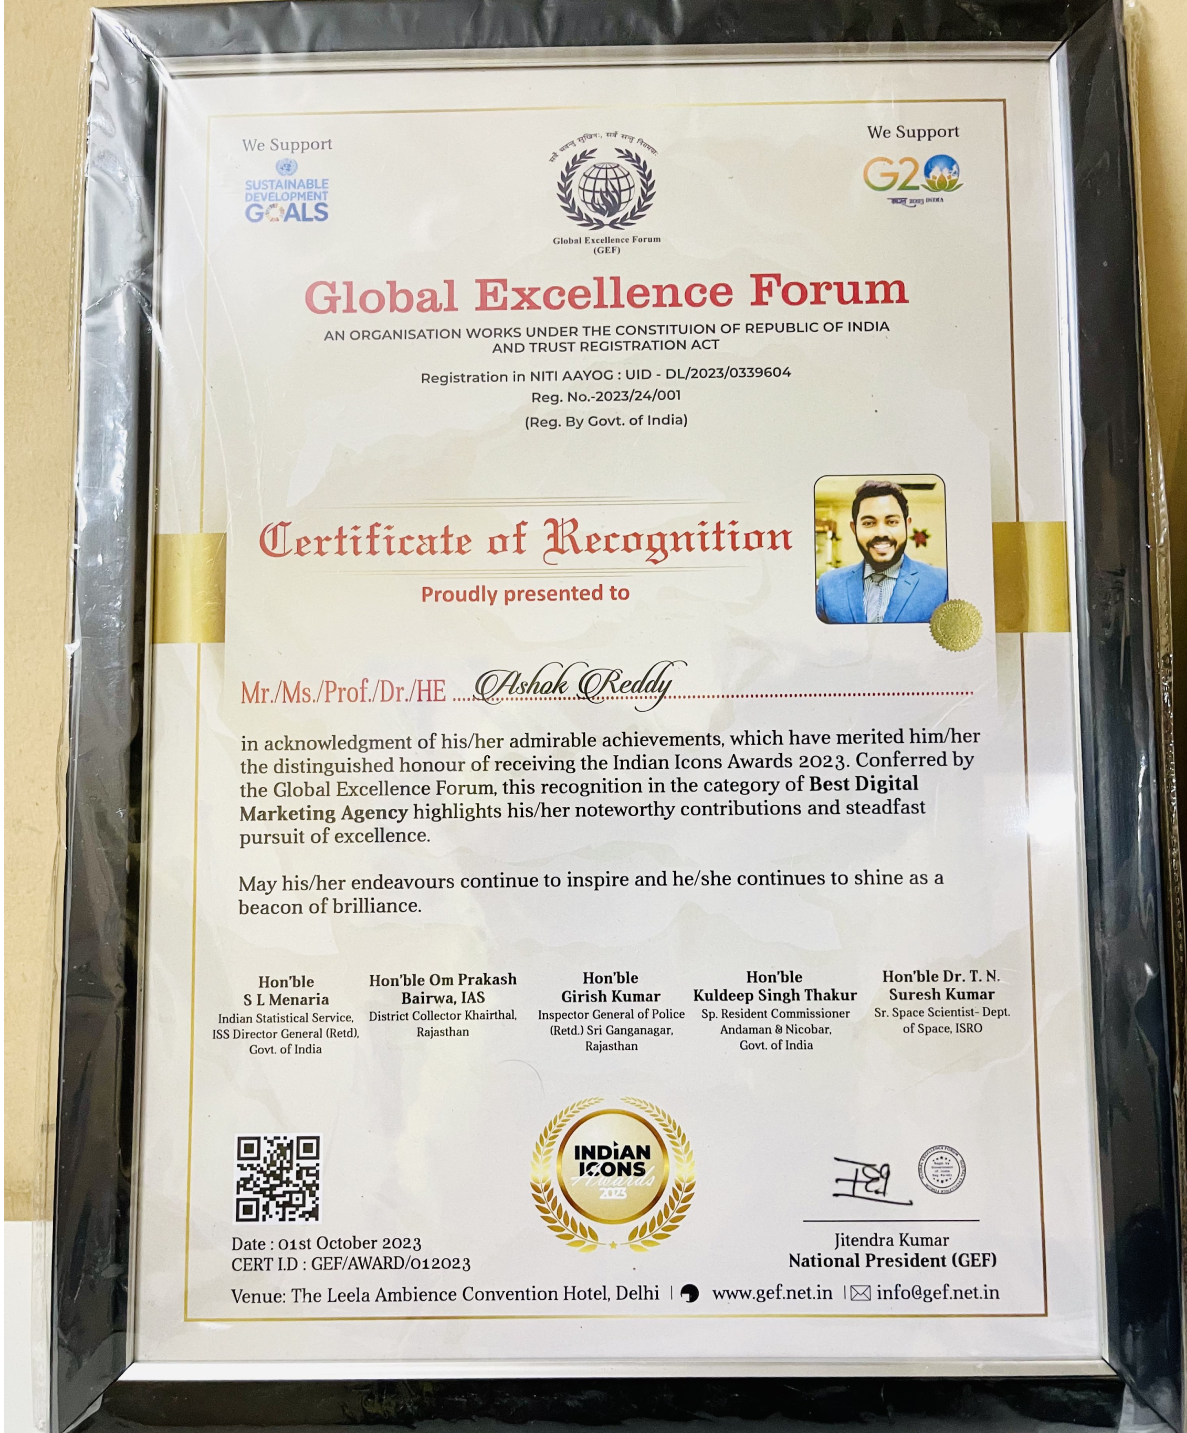 We Support
SUSTAINABLE
DEVELOPMENT
GOALS
सर्वे भवन्तु सुखिनः, सर्वे सन्तु निरामयाः
Global Excellence Forum
(GEF)
We Support
G20
2023 INDIA
Global Excellence Forum
AN ORGANISATION WORKS UNDER THE CONSTITUION OF REPUBLIC OF INDIA
AND TRUST REGISTRATION ACT
Registration in NITI AAYOG : UID - DL/2023/0339604
Reg. No.-2023/24/001
(Reg. By Govt. of India)
Certificate of Recognition
Proudly presented to
Mr./Ms./Prof./Dr./HE ....Ashok Reddy
in acknowledgment of his/her admirable achievements, which have merited him/her
the distinguished honour of receiving the Indian Icons Awards 2023. Conferred by
the Global Excellence Forum, this recognition in the category of Best Digital
Marketing Agency highlights his/her noteworthy contributions and steadfast
pursuit of excellence.
May his/her endeavours continue to inspire and he/she continues to shine as a
beacon of brilliance.
Hon'ble
S L Menaria
Indian Statistical Service,
ISS Director General (Retd),
Govt. of India
Hon'ble Om Prakash
Bairwa, IAS
District Collector Khairthal,
Rajasthan
Hon'ble
Girish Kumar
Inspector General of Police
(Retd.) Sri Ganganagar,
Rajasthan
Hon'ble
Kuldeep Singh Thakur
Sp. Resident Commissioner
Andaman & Nicobar,
Govt. of India
Hon'ble Dr. T. N.
Suresh Kumar
Sr. Space Scientist- Dept.
of Space, ISRO
INDiAN
ICONS
Awards
2023
Date : 01st October 2023
CERT I.D : GEF/AWARD/012023
Jitendra Kumar
National President (GEF)
Venue: The Leela Ambience Convention Hotel, Delhi | www.gef.net.in | info@gef.net.in